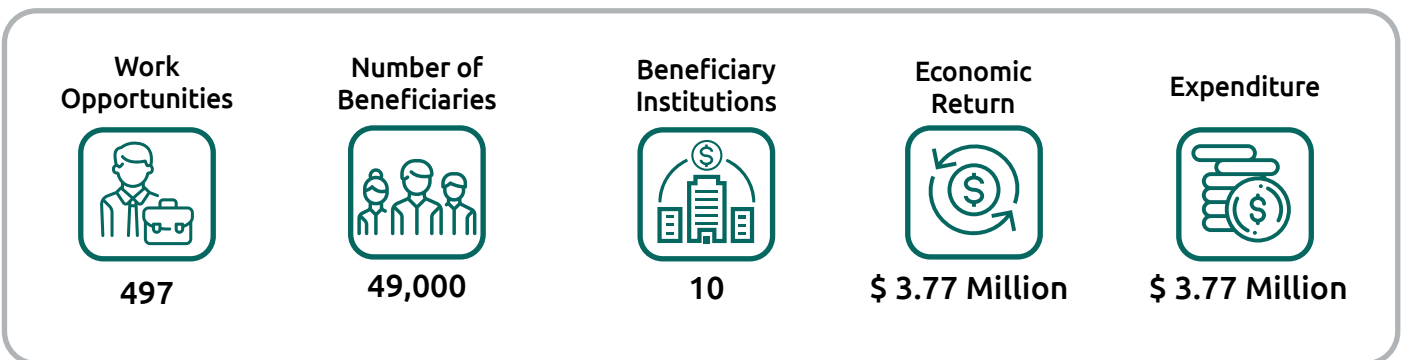 Work
Opportunities
497
Number of
Beneficiaries
49,000
Beneficiary
Institutions
$
10
Economic
Return
$
$ 3.77 Million
Expenditure
$
$ 3.77 Million